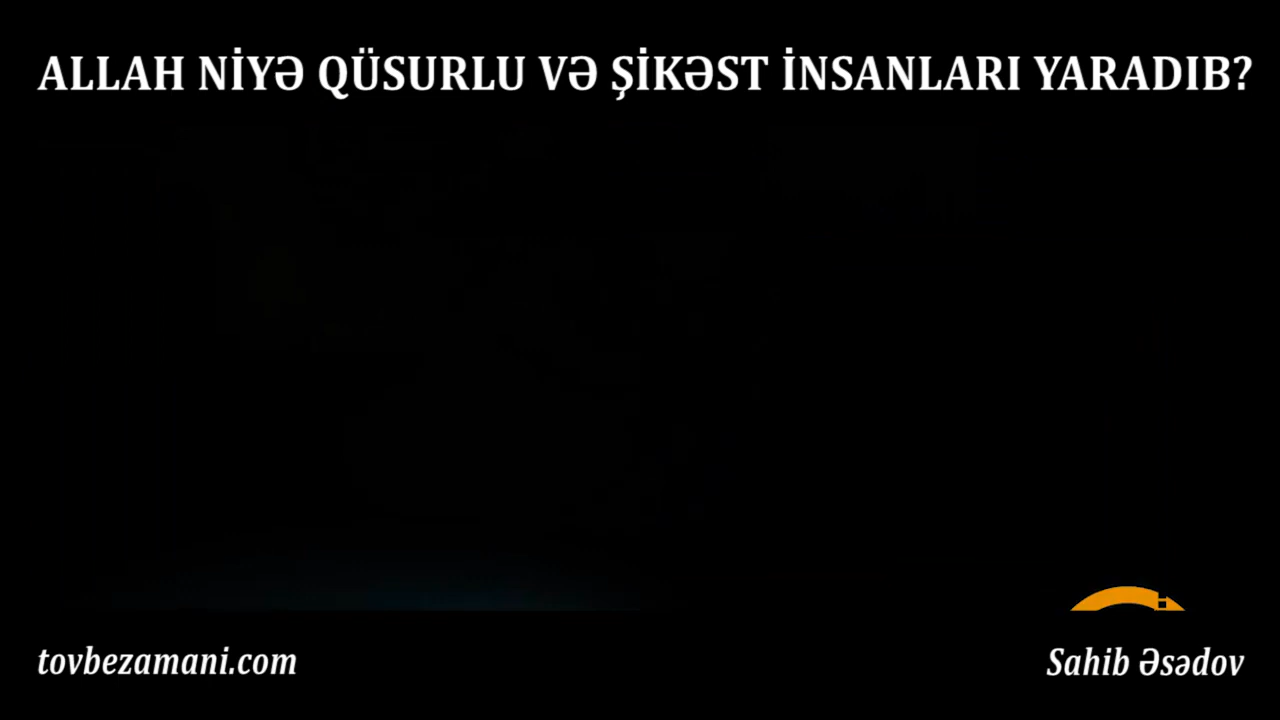 ALLAH NİYƏ QÜSURLU VƏ ŞİKƏST İNSANLARI YARADIB?
tovbezamani.com
Sahib Əsədov